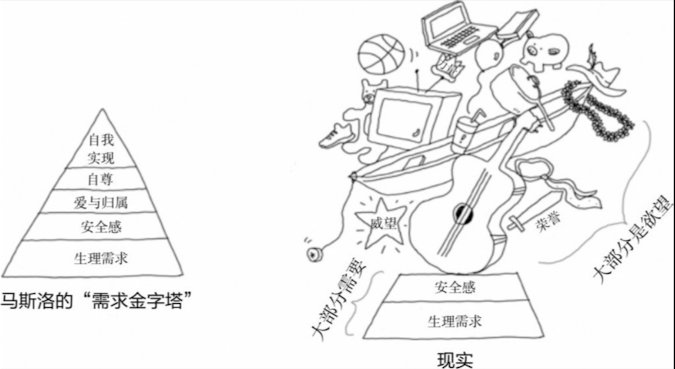 自我
实现
自尊
爱与归属
安全感
生理需求
马斯洛的“需求金字塔”
威望
荣誉
大部分是欲望
大部分需要
安全感
生理需求
现实